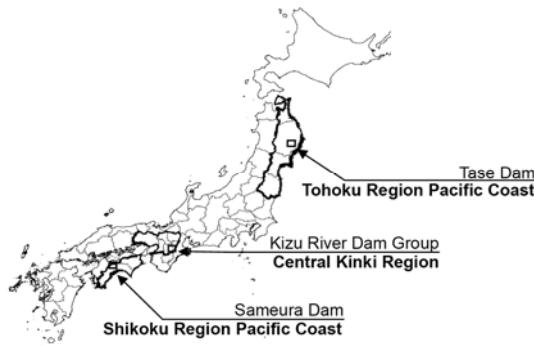 Tase Dam
Tohoku Region Pacific Coast
Kizu River Dam Group
Central Kinki Region
Sameura Dam
Shikoku Region Pacific Coast